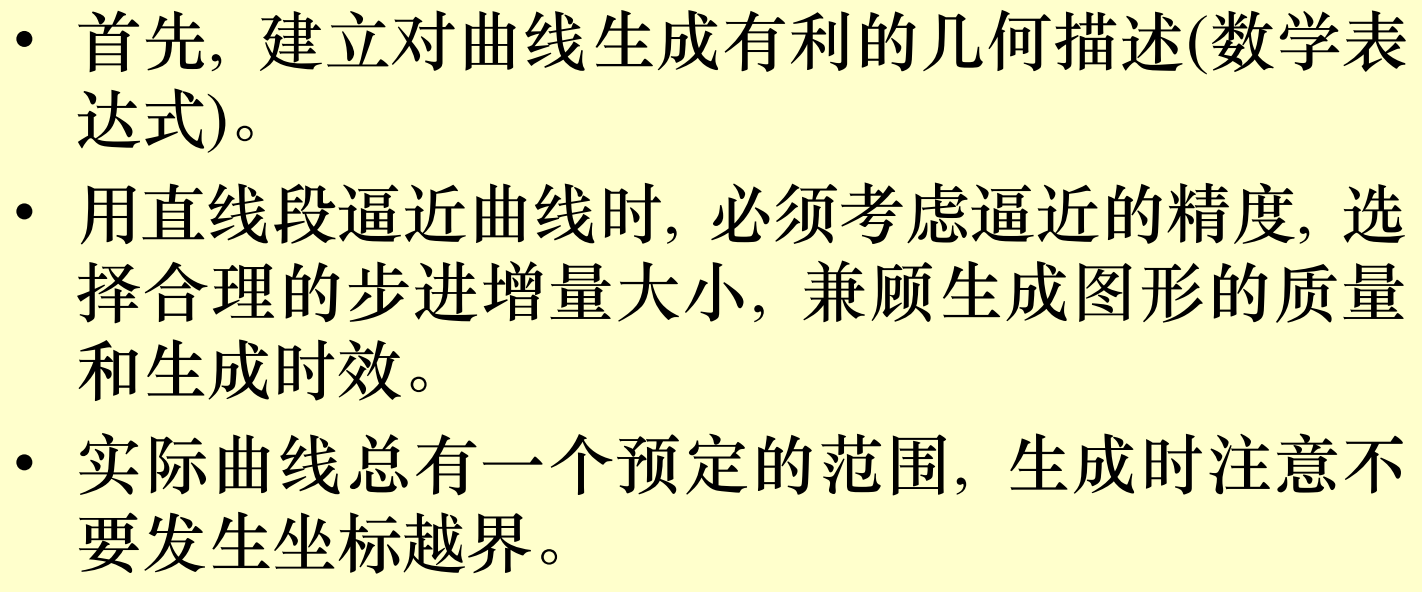 • 首先, 建立对曲线生成有利的几何描述(数学表
达式)。
• 用直线段逼近曲线时, 必须考虑逼近的精度, 选
择合理的步进增量大小, 兼顾生成图形的质量
和生成时效。
• 实际曲线总有一个预定的范围, 生成时注意不
要发生坐标越界。